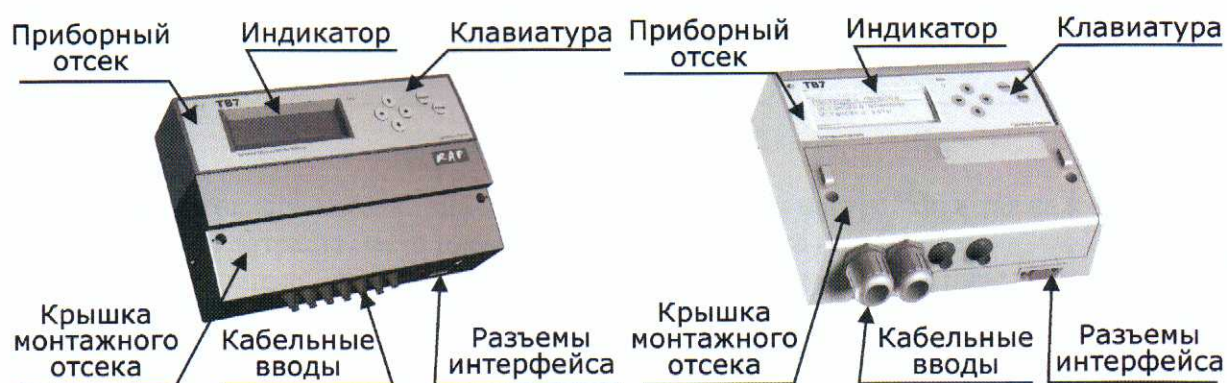 Приборный
отсек
Индикатор
Клавиатура
ТВ7
Крышка
монтажного
отсека
Кабельные
вводы
Разъемы
интерфейса
Приборный
отсек
Индикатор
Клавиатура
ТВ7
Крышка
монтажного
отсека
Кабельные
вводы
Разъемы
интерфейса